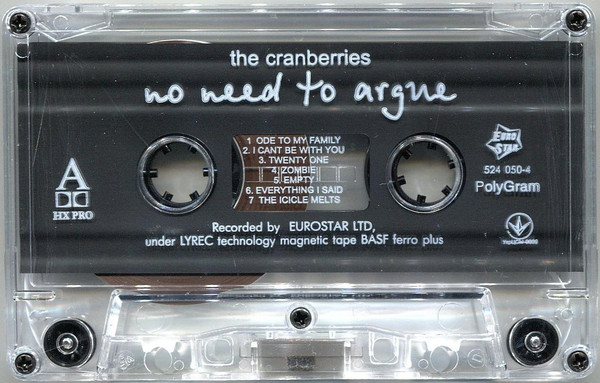 the cranberries
no need to argue
1 ODE TO MY FAMILY
2. I CANT BE WITH YOU
3. TWENTY ONE
4. ZOMBIE
5. EMPTY
6. EVERYTHING I SAID
7 THE ICICLE MELTS
A
HX PRO
EURO
STAR
524 050-4
PolyGram
Recorded by EUROSTAR LTD,
under LYREC technology magnetic tape BASF ferro plus